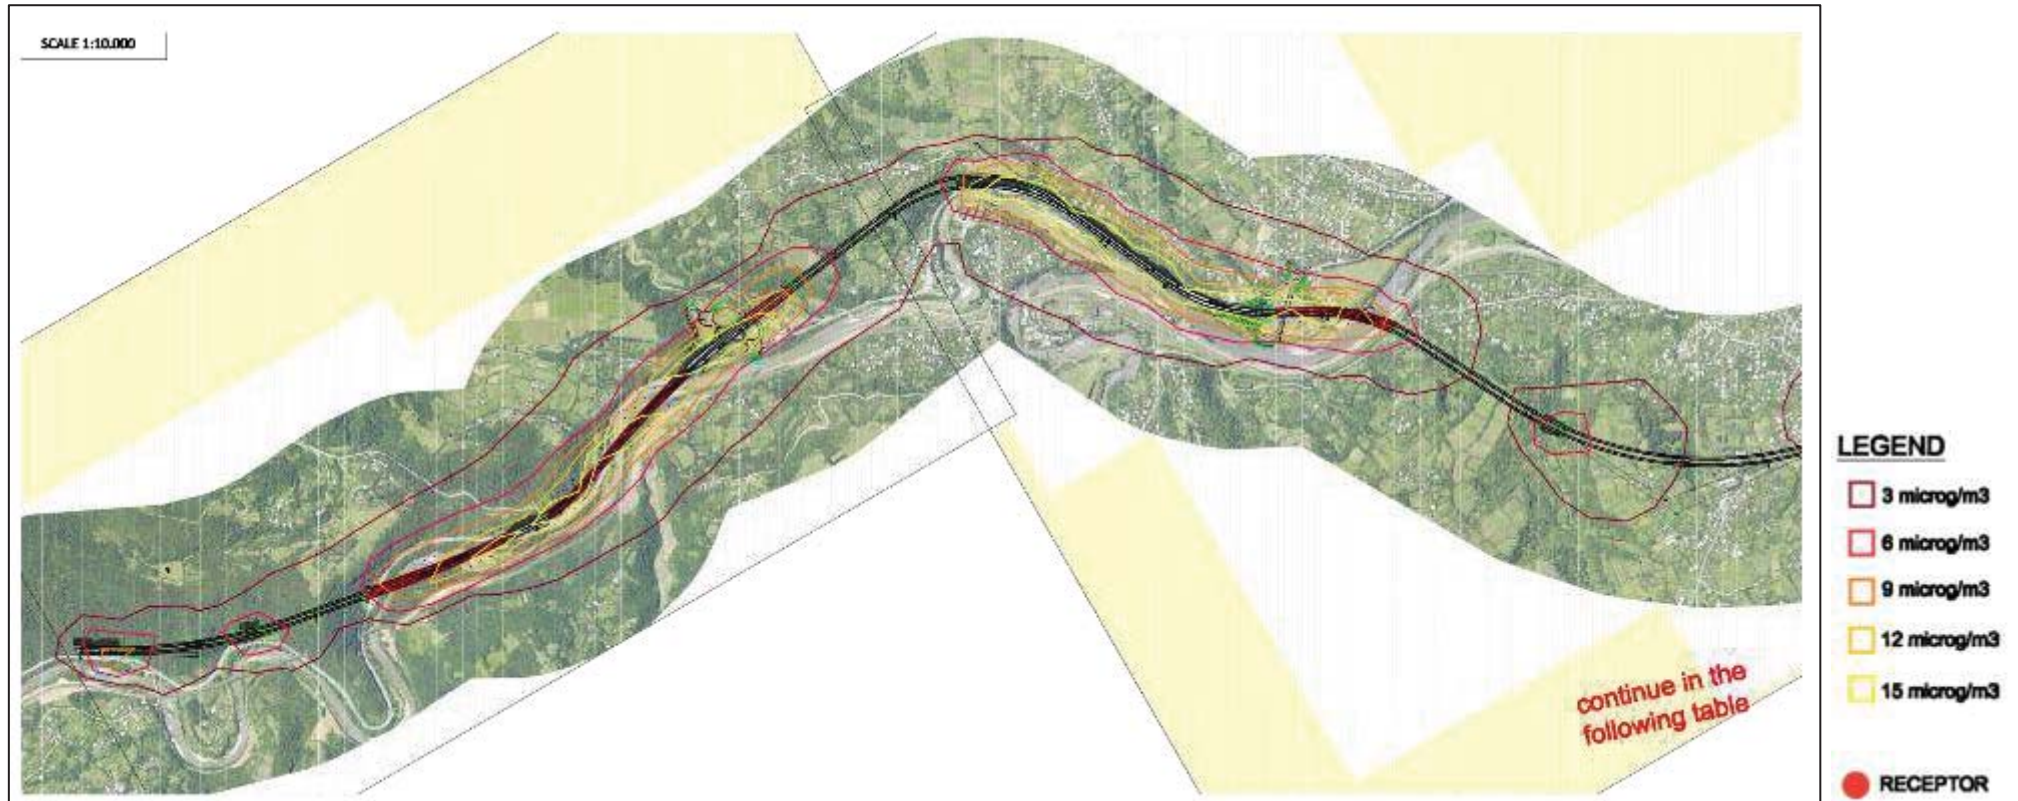 SCALE 1:10.000
continue in the
following table
LEGEND
3 microg/m3
6 microg/m3
9 microg/m3
12 microg/m3
15 microg/m3
RECEPTOR